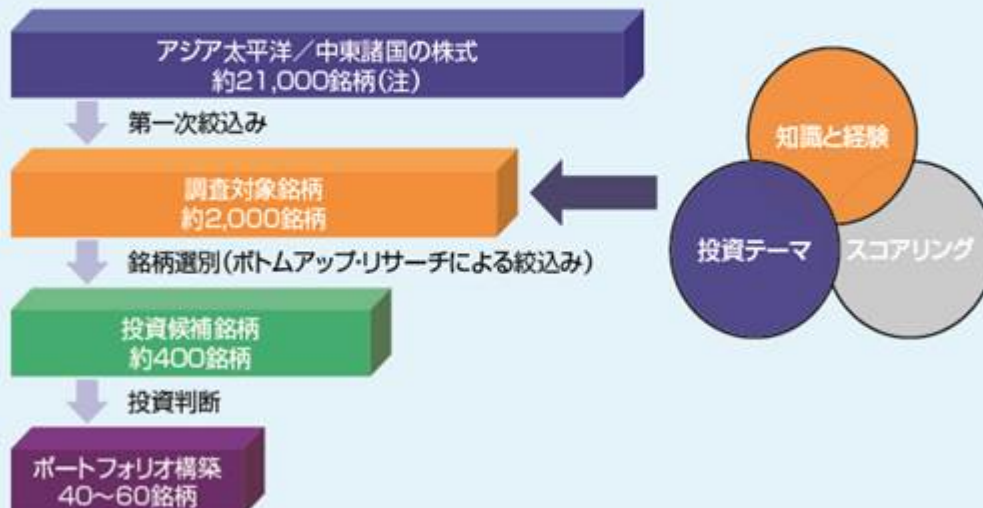 アジア太平洋／中東諸国の株式
約21,000銘柄(注)
第一次絞込み
調査対象銘柄
約2,000銘柄
銘柄選別(ボトムアップ・リサーチによる絞込み)
投資候補銘柄
約400銘柄
投資判断
ポートフォリオ構築
40～60銘柄
知識と経験
投資テーマ
スコアリング